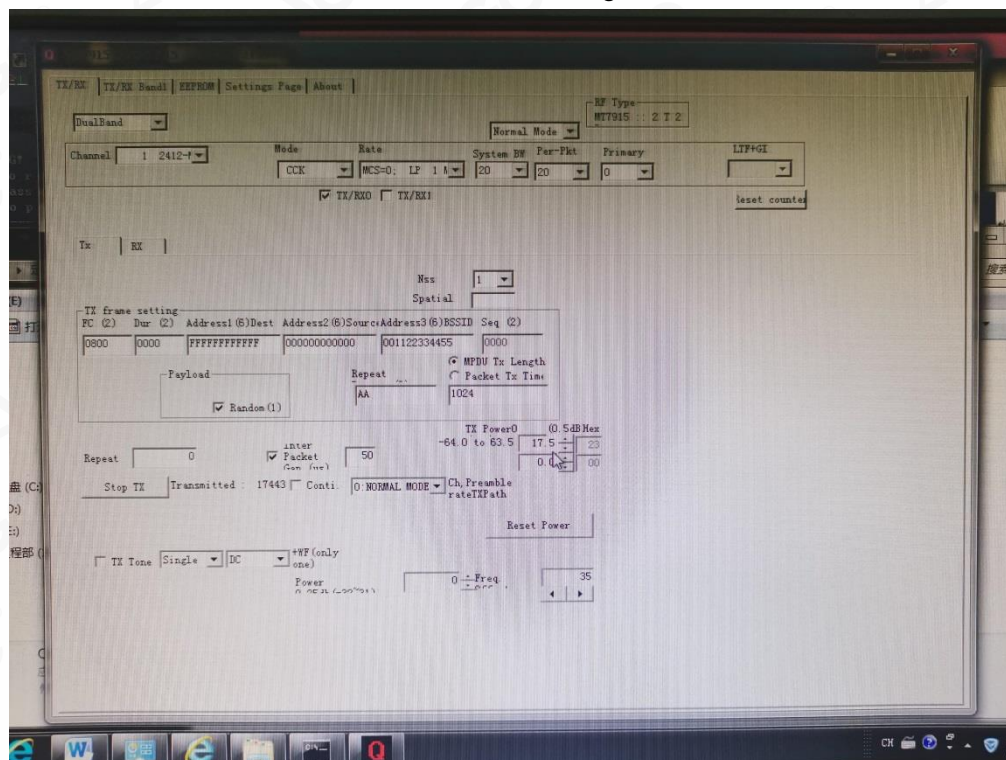 TX/RX TX/RX Band1 EEPROM Settings Page About
RF Type
DualBand
Normal Mode
MT7915 :: 2 T 2
Mode Rate System BW Per-Pkt Primary LTF+GI
Channel 1 2412-
CCK MCS=0; LP 1 20 20 0
TX/RX0 TX/RX1
Reset counter
Tx RX
Nss 1
Spatial
TX frame setting
FC (2) Dur (2) Address1(6)Dest Address2(6)Source Address3(6)BSSID Seq (2)
0800 0000 FFFFFFFFFFFF 000000000000 001122334455 0000
MPDU Tx Length
Payload Repeat Packet Tx Time
AA 1024
Random(1)
TX Power0 (0.5dB Hex
-64.0 to 63.5 17.5 23
Inter
Repeat 0 Packet 50
Gap (us)
0.0 00
Stop TX Transmitted : 17443 Conti. 0:NORMAL MODE Ch, Preamble
rateTXPath
Reset Power
TX Tone Single DC +WF(only
one)
Power 0 Freq. 35
CH